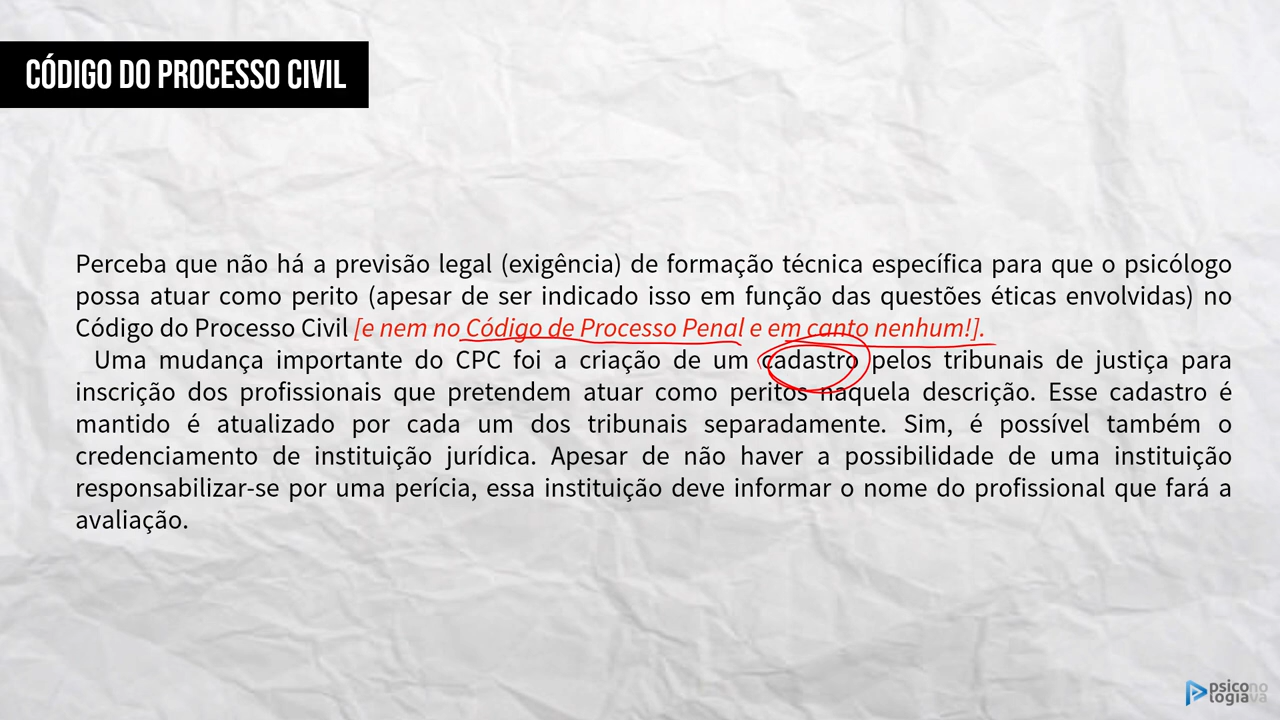 CÓDIGO DO PROCESSO CIVIL
Perceba que não há a previsão legal (exigência) de formação técnica específica para que o psicólogo
possa atuar como perito (apesar de ser indicado isso em função das questões éticas envolvidas) no
Código do Processo Civil [e nem no Código de Processo Penal e em canto nenhum!].
Uma mudança importante do CPC foi a criação de um cadastro pelos tribunais de justiça para
inscrição dos profissionais que pretendem atuar como peritos naquela descrição. Esse cadastro é
mantido é atualizado por cada um dos tribunais separadamente. Sim, é possível também o
credenciamento de instituição jurídica. Apesar de não haver a possibilidade de uma instituição
responsabilizar-se por uma perícia, essa instituição deve informar o nome do profissional que fará a
avaliação.
psicono
logiava